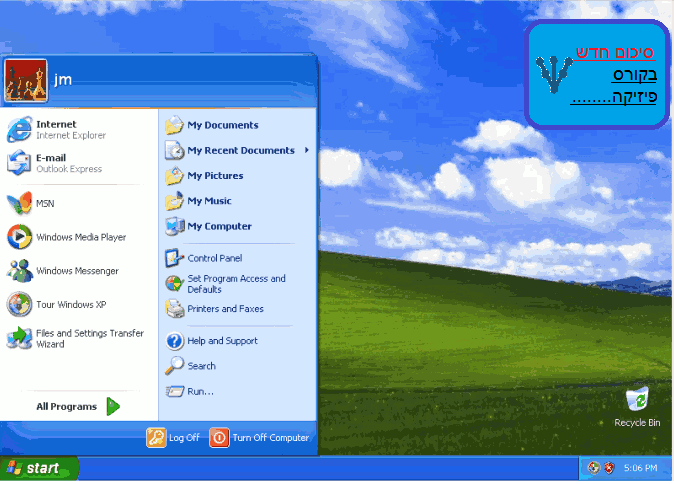 סיכום חדש
בקורס
פיזיקה........
jm
Internet
Internet Explorer
E-mail
Outlook Express
MSN
Windows Media Player
Windows Messenger
Tour Windows XP
Files and Settings Transfer
Wizard
All Programs
My Documents
My Recent Documents
My Pictures
My Music
My Computer
Control Panel
Set Program Access and
Defaults
Printers and Faxes
Help and Support
Search
Run...
Log Off
Turn Off Computer
Recycle Bin
start
5:06 PM